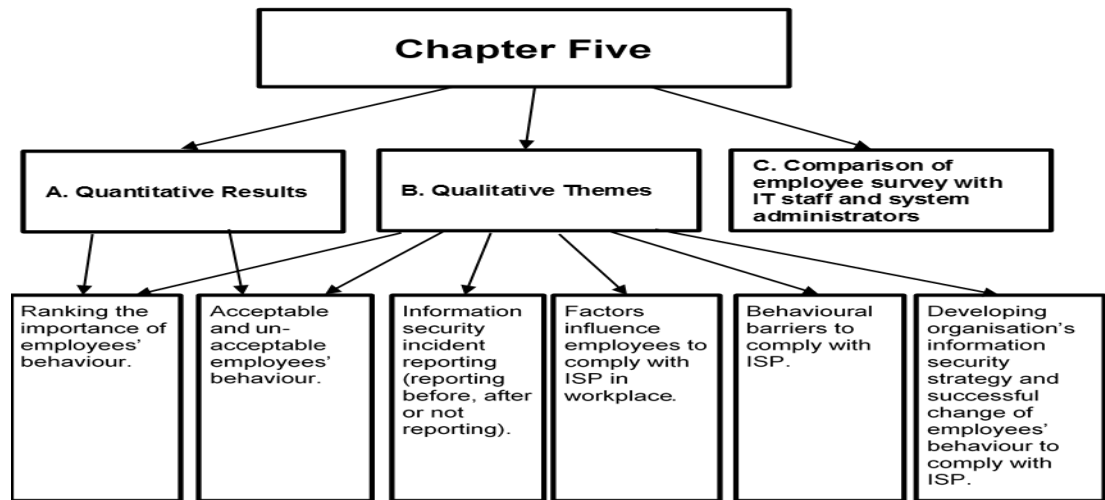 Chapter Five
A. Quantitative Results
B. Qualitative Themes
C. Comparison of
employee survey with
IT staff and system
administrators
Ranking the
importance of
employees'
behaviour.
Acceptable
and un-
acceptable
employees'
behaviour.
Information
security
incident
reporting
(reporting
before, after
or not
reporting).
Factors
influence
employees to
comply with
ISP in
workplace.
Behavioural
barriers to
comply with
ISP.
Developing
organisation's
information
security
strategy and
successful
change of
employees'
behaviour to
comply with
ISP.